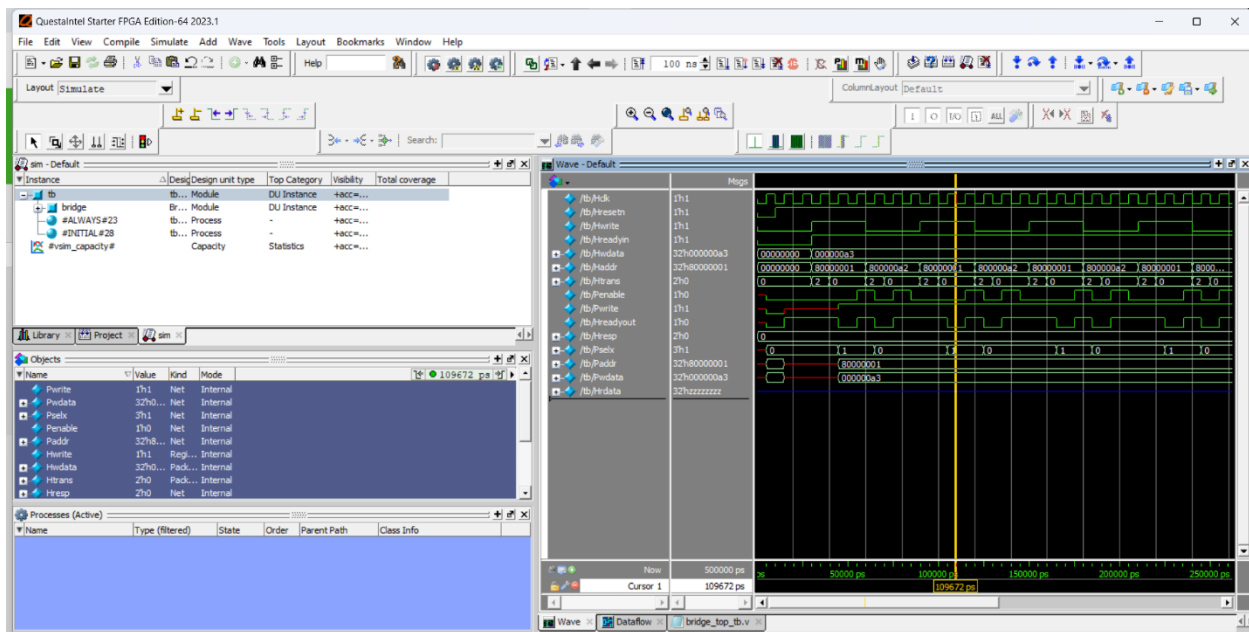 QuestaIntel Starter FPGA Edition-64 2023.1
File Edit View Compile Simulate Add Wave Tools Layout Bookmarks Window Help
Help
100 ns
Layout Simulate
ColumnLayout Default
Search:
sim - Default
Instance Design unit type Top Category Visibility Total coverage
tb tb... Module DU Instance +acc=...
bridge Br... Module DU Instance +acc=...
#ALWAYS#23 tb... Process - +acc=...
#INITIAL#28 tb... Process - +acc=...
#vsim_capacity# Capacity Statistics +acc=...
Library Project sim
Objects
Name Value Kind Mode 109672 ps
Pwrite 1'h1 Net Internal
Pwdata 32'h0... Net Internal
Pselx 3'h1 Net Internal
Penable 1'h0 Net Internal
Paddr 32'h8... Net Internal
Hwrite 1'h1 Regi... Internal
Hwdata 32'h0... Pack... Internal
Htrans 2'h0 Pack... Internal
Hresp 2'h0 Net Internal
Processes (Active)
Name Type (filtered) State Order Parent Path Class Info
Wave - Default
Msgs
/tb/Hclk 1'h1
/tb/Hresetn 1'h1
/tb/Hwrite 1'h1
/tb/Hreadyin 1'h1
/tb/Hwdata 32'h000000a3 00000000 000000a3
/tb/Haddr 32'h80000001 00000000 80000001 800000a2 80000001 800000a2 80000001 800000a2 80000001 8000...
/tb/Htrans 2'h0 0 2 0 2 0 2 0 2 0 2 0 2 0 2 0 2 0
/tb/Penable 1'h0
/tb/Pwrite 1'h1
/tb/Hreadyout 1'h0
/tb/Hresp 2'h0 0
/tb/Pselx 3'h1 0 1 0 1 0 1 0 1 0
/tb/Paddr 32'h80000001 80000001
/tb/Pwdata 32'h000000a3 000000a3
/tb/Hrdata 32'hzzzzzzzz
Now 500000 ps ps 50000 ps 100000 ps 150000 ps 200000 ps 250000 ps
Cursor 1 109672 ps 109672 ps
Wave Dataflow bridge_top_tb.v